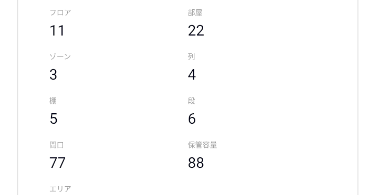 フロア 部屋
11 22
ゾーン 列
3 4
棚 段
5 6
間口 保管容量
77 88
エリア